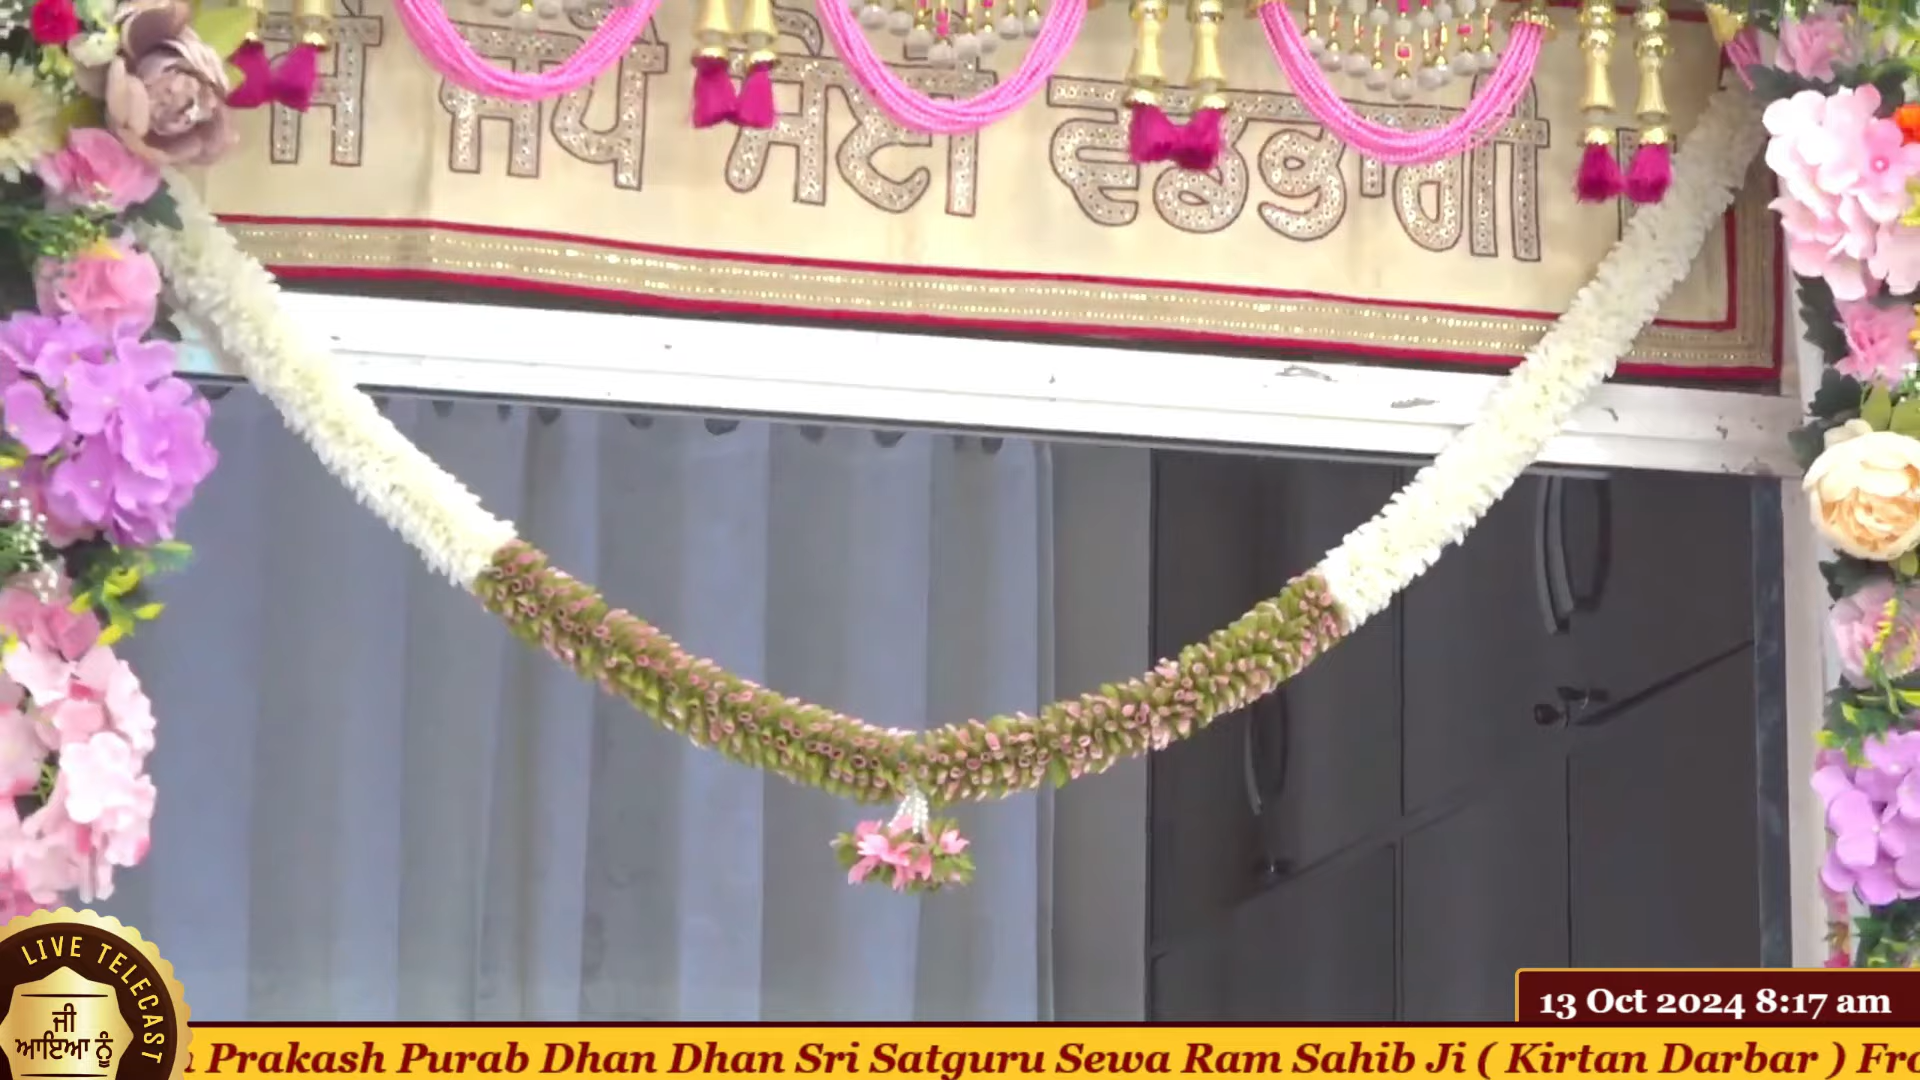 ਜੋ ਜਪੇ ਸੋਈ ਵਡਭਾਗੀ
LIVE TELECAST
ਜੀ
ਆਇਆ ਨੂੰ
13 Oct 2024 8:17 am
Prakash Purab Dhan Dhan Sri Satguru Sewa Ram Sahib Ji ( Kirtan Darbar )